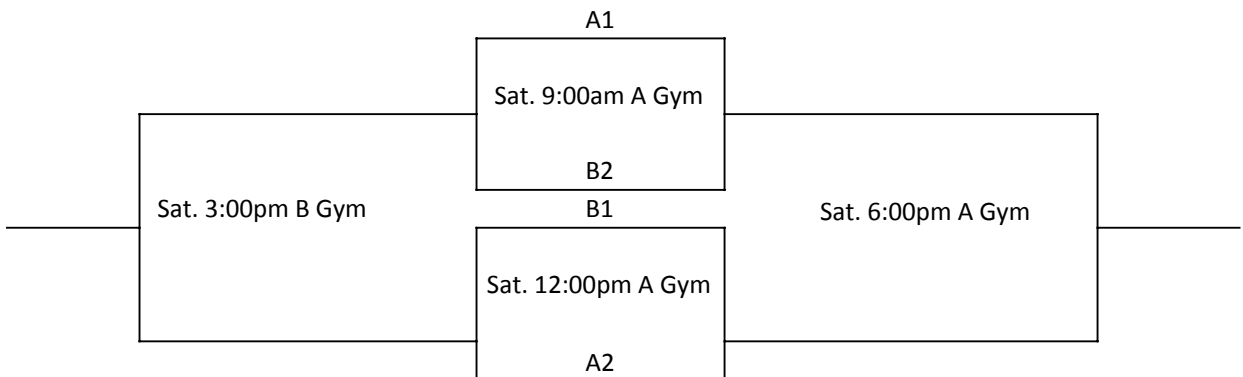 A1
Sat. 9:00am A Gym
B2
Sat. 3:00pm B Gym
B1
Sat. 6:00pm A Gym
Sat. 12:00pm A Gym
A2